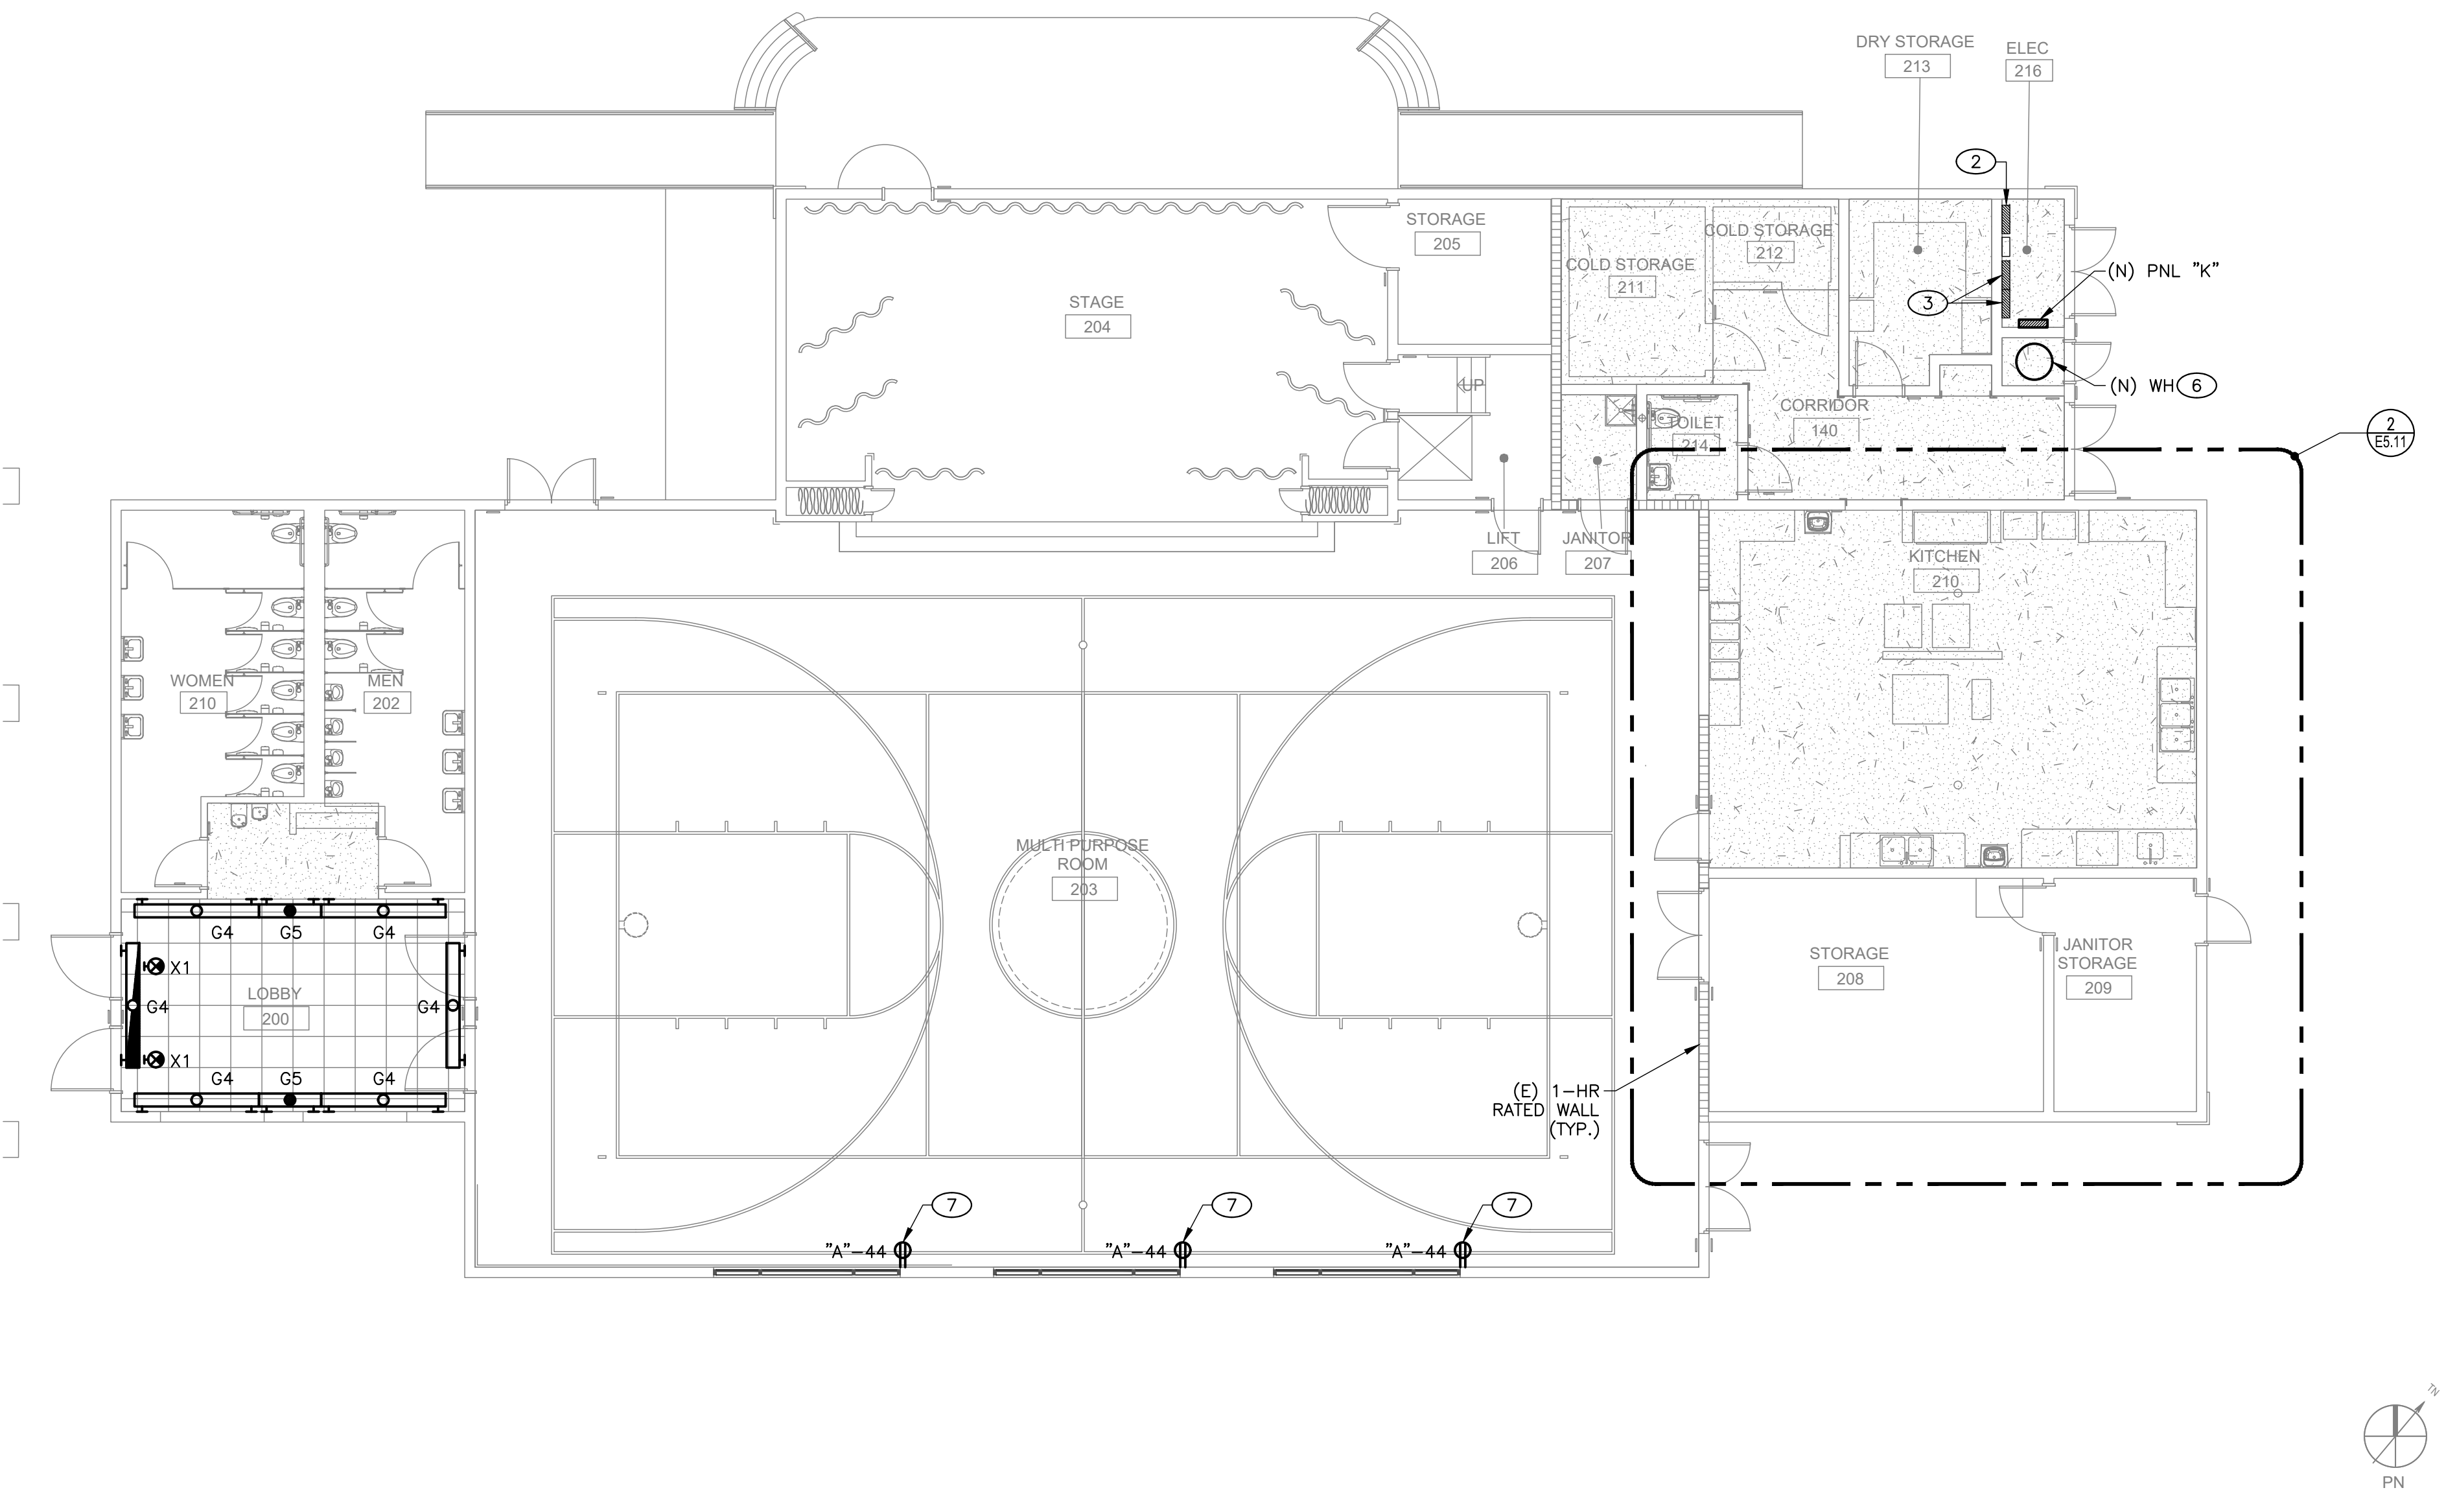 DRY STORAGE
213
ELEC
216
2
STORAGE
205
COLD STORAGE
212
COLD STORAGE
211
(N) PNL "K"
3
STAGE
204
UP
(N) WH 6
CORRIDOR
140
TOILET
214
2
E5.11
LIFT
206
JANITOR
207
KITCHEN
210
WOMEN
210
MEN
202
MULTI PURPOSE
ROOM
203
G4
G5
G4
X1
G4
LOBBY
200
G4
X1
G4
G5
G4
STORAGE
208
JANITOR
STORAGE
209
(E) 1-HR
RATED WALL
(TYP.)
7
7
7
"A"-44
"A"-44
"A"-44
TN
PN